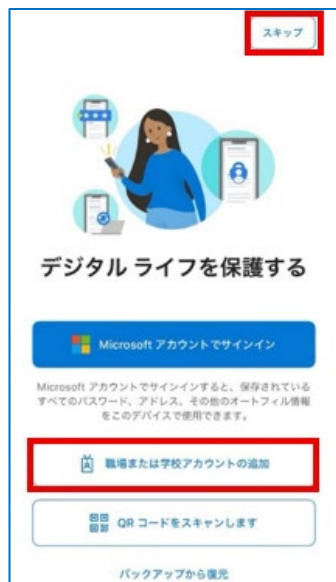 スキップ
デジタル ライフを保護する
Microsoft アカウントでサインイン
Microsoft アカウントでサインインすると、保存されている
すべてのパスワード、アドレス、その他のオートフィル情報
をこのデバイスで使用できます。
職場または学校アカウントの追加
QR コードをスキャンします
バックアップから復元